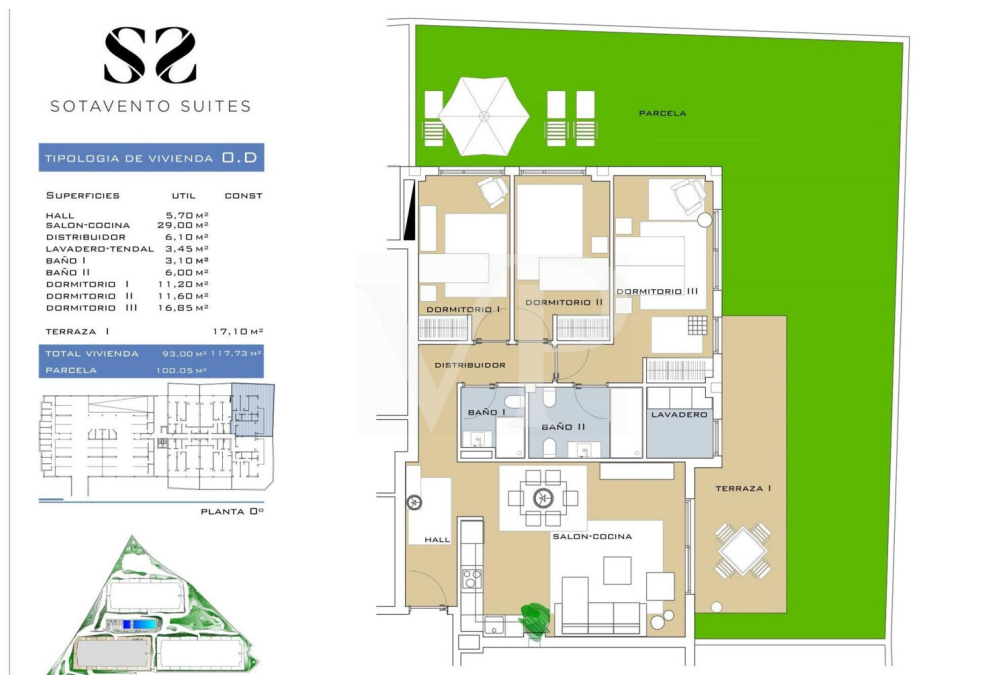 SS
SOTAVENTO SUITES
TIPOLOGIA DE VIVIENDA 0.D
SUPERFICIES UTIL CONST
HALL 5,70 M²
SALON-COCINA 29,00 M²
DISTRIBUIDOR 6,10 M²
LAVADERO-TENDAL 3,45 M²
BAÑO I 3,10 M²
BAÑO II 6,00 M²
DORMITORIO I 11,20 M²
DORMITORIO II 11,60 M²
DORMITORIO III 16,85 M²
TERRAZA I 17,10 M²
TOTAL VIVIENDA 93,00 M² 117,73 M²
PARCELA 100,05 M²
PLANTA 0º
PARCELA
DORMITORIO I
DORMITORIO II
DORMITORIO III
DISTRIBUIDOR
BAÑO I
BAÑO II
LAVADERO
TERRAZA I
HALL
SALON-COCINA
VP